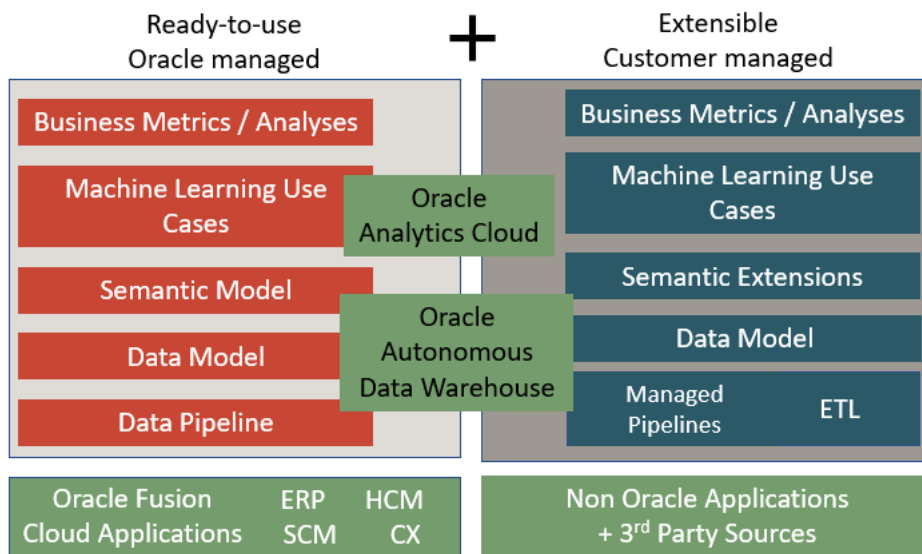 Ready-to-use
Oracle managed
+
Extensible
Customer managed
Business Metrics / Analyses
Machine Learning Use
Cases
Semantic Model
Data Model
Data Pipeline
Oracle
Analytics Cloud
Oracle
Autonomous
Data Warehouse
Business Metrics / Analyses
Machine Learning Use
Cases
Semantic Extensions
Data Model
Managed
Pipelines
ETL
Oracle Fusion
Cloud Applications
ERP HCM
SCM CX
Non Oracle Applications
+ 3rd Party Sources